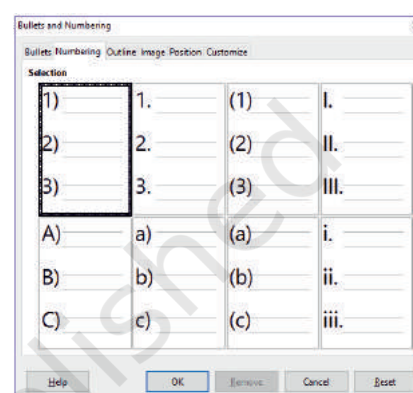 Bullets and Numbering
Bullets Numbering Outline Image Position Customize
Selection
1) 1. (1) I.
2) 2. (2) II.
3) 3. (3) III.
A) a) (a) i.
B) b) (b) ii.
C) c) (c) iii.
Help OK Remove Cancel Reset